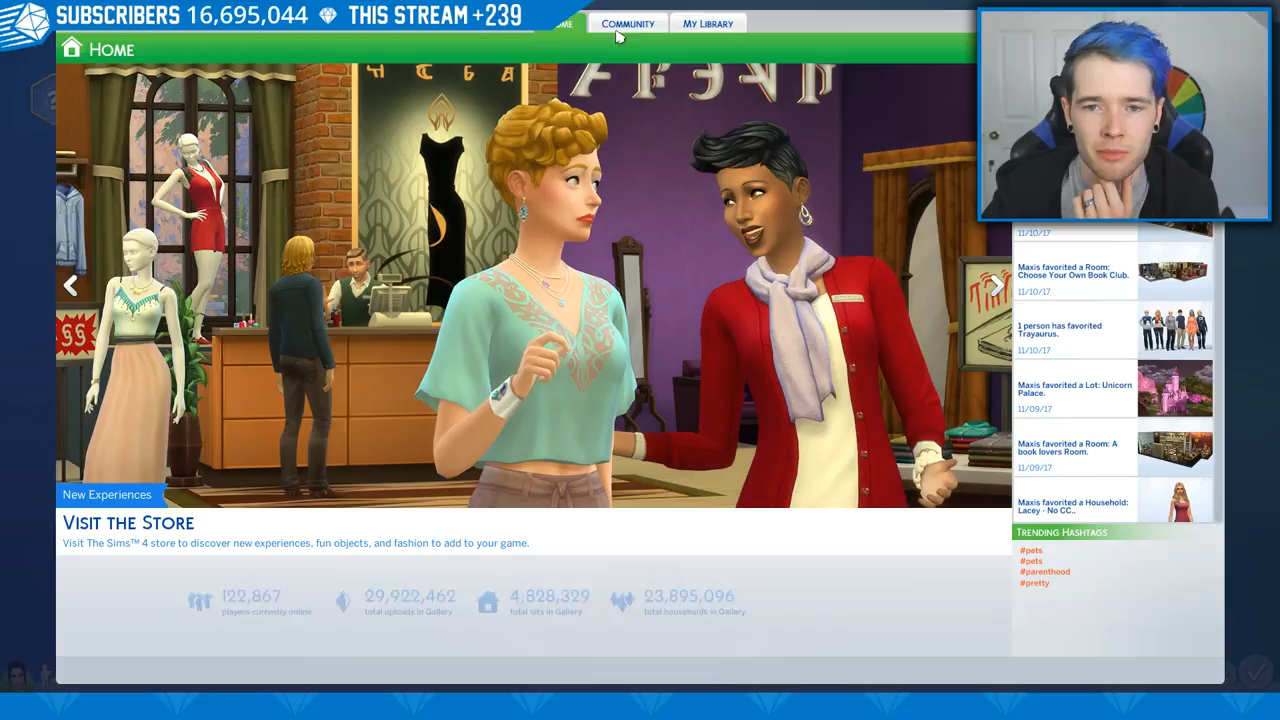 SUBSCRIBERS 16,695,044 THIS STREAM +239
COMMUNITY
MY LIBRARY
HOME
New Experiences
VISIT THE STORE
Visit The Sims™ 4 store to discover new experiences, fun objects, and fashion to add to your game.
122,867
players currently online
29,922,462
total uploads in Gallery
4,828,329
total lots in Gallery
23,895,096
total households in Gallery
11/10/17
Maxis favorited a Room:
Choose Your Own Book Club.
11/10/17
1 person has favorited
Trayaurus.
11/10/17
Maxis favorited a Lot: Unicorn
Palace.
11/09/17
Maxis favorited a Room: A
book lovers Room.
11/09/17
Maxis favorited a Household:
Lacey - No CC..
TRENDING HASHTAGS
#pets
#pets
#parenthood
#pretty